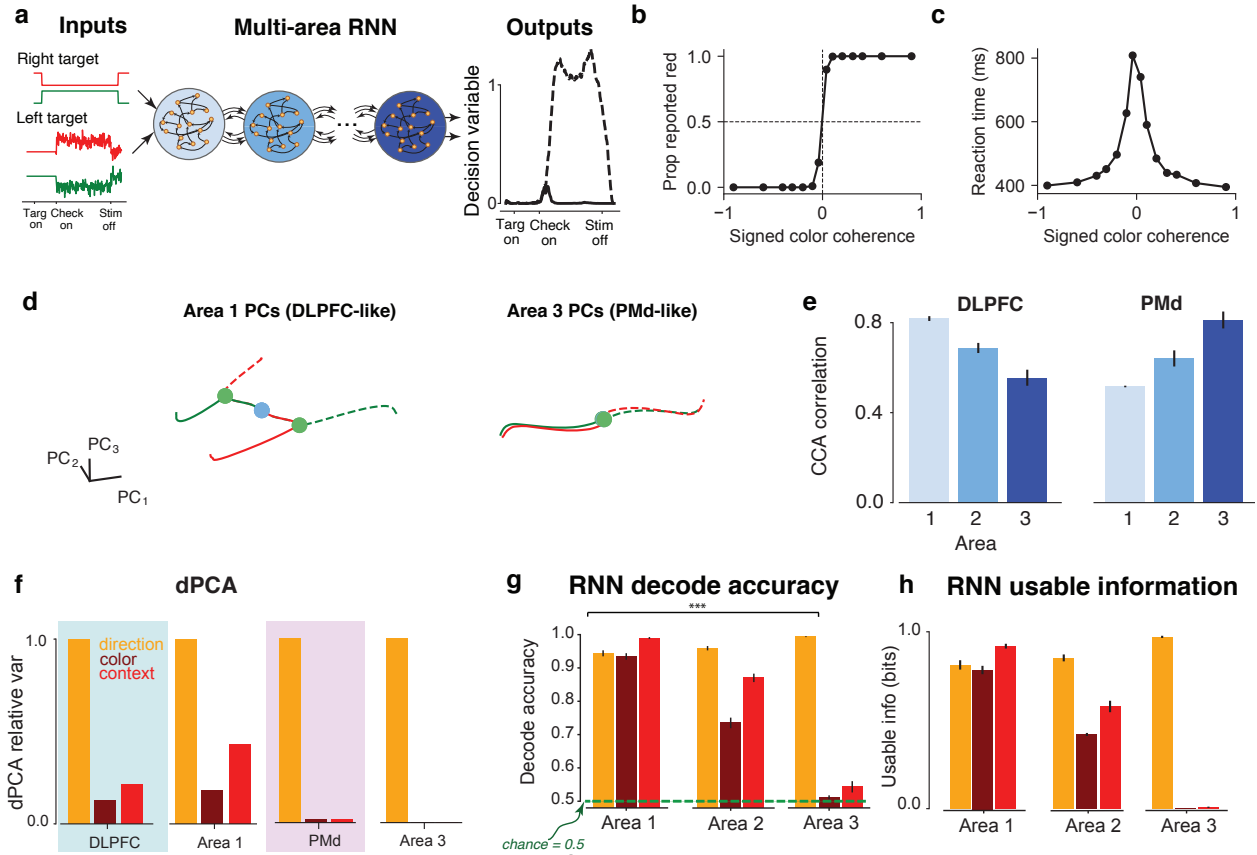 a
Inputs
Multi-area RNN
Outputs
Right target
Left target
Targ on
Check on
Stim off
...
Decision variable
1
0
Targ on
Check on
Stim off
b
Prop reported red
1.0
0.5
0.0
−1
0
1
Signed color coherence
c
Reaction time (ms)
800
600
400
−1
0
1
Signed color coherence
d
Area 1 PCs (DLPFC-like)
Area 3 PCs (PMd-like)
PC3
PC2
PC1
e
DLPFC
PMd
CCA correlation
0.8
0.4
0.0
1 2 3
1 2 3
Area
f
dPCA
dPCA relative var
1.0
0.0
direction
color
context
DLPFC
Area 1
PMd
Area 3
g
RNN decode accuracy
***
Decode accuracy
1.0
0.9
0.8
0.7
0.6
0.5
Area 1
Area 2
Area 3
chance = 0.5
h
RNN usable information
Usable info (bits)
1.0
0.0
Area 1
Area 2
Area 3